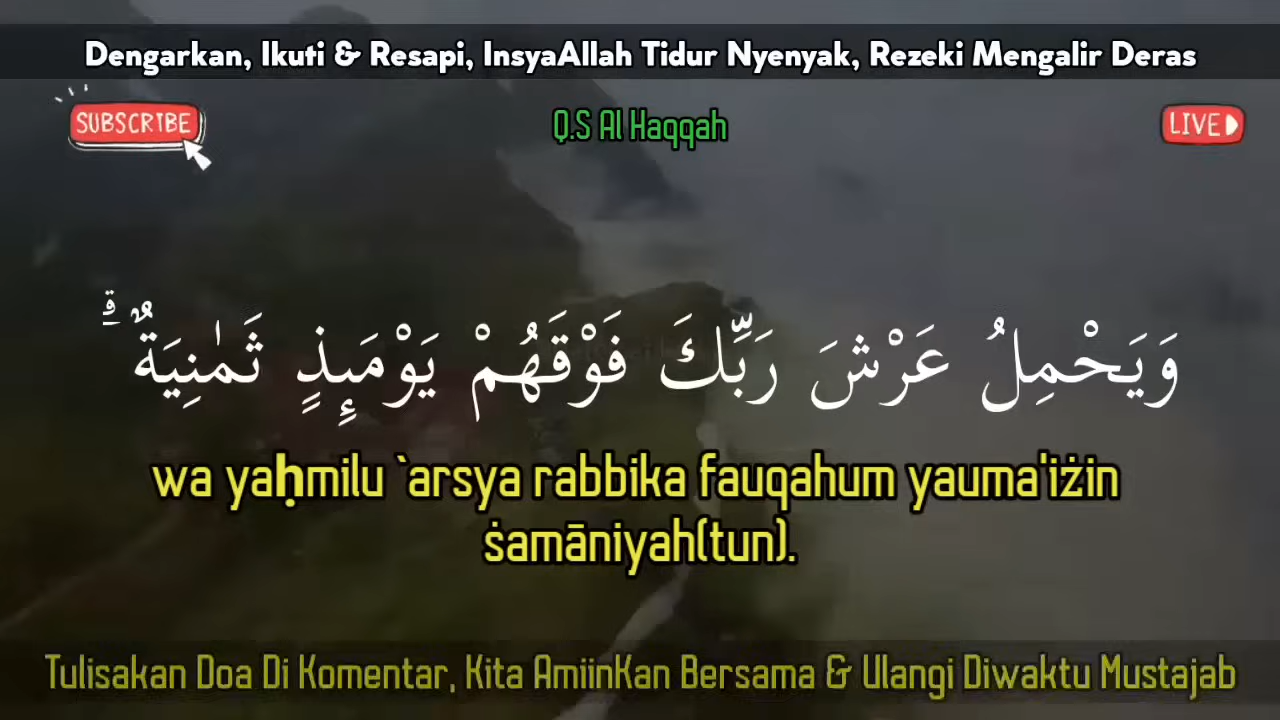 Dengarkan, Ikuti & Resapi, InsyaAllah Tidur Nyenyak, Rezeki Mengalir Deras
SUBSCRIBE
Q.S Al Haqqah
LIVE
وَيَحْمِلُ عَرْشَ رَبِّكَ فَوْقَهُمْ يَوْمَىِٕذٍ ثَمٰنِيَةٌ ۗ
wa yaḥmilu `arsya rabbika fauqahum yauma'iżin
ṡamāniyah(tun).
Tulisakan Doa Di Komentar, Kita AmiinKan Bersama & Ulangi Diwaktu Mustajab